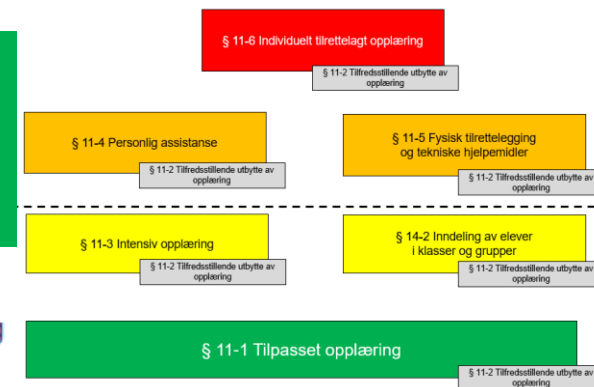 § 11-6 Individuelt tilrettelagt opplæring
§ 11-2 Tilfredsstillende utbytte av
opplæring
§ 11-4 Personlig assistanse
§ 11-2 Tilfredsstillende utbytte av
opplæring
§ 11-5 Fysisk tilrettelegging
og tekniske hjelpemidler
§ 11-2 Tilfredsstillende utbytte av
opplæring
§ 11-3 Intensiv opplæring
§ 11-2 Tilfredsstillende utbytte av
opplæring
§ 14-2 Inndeling av elever
i klasser og grupper
§ 11-2 Tilfredsstillende utbytte av
opplæring
§ 11-1 Tilpasset opplæring
§ 11-2 Tilfredsstillende utbytte av
opplæring